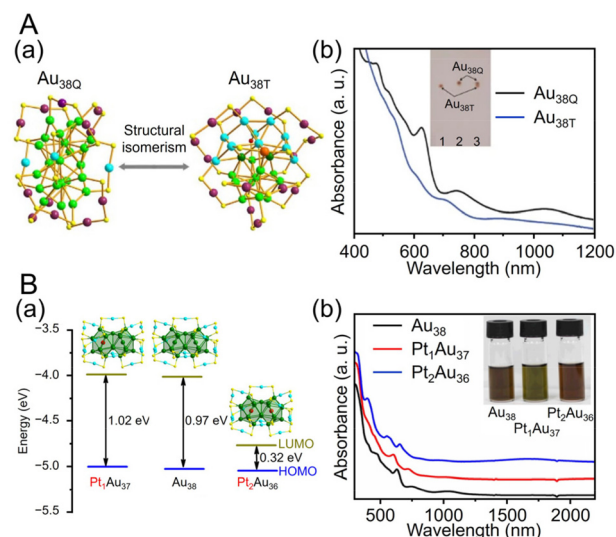 A
(a)
Au38Q
Au38T
Structural
isomerism
(b)
Absorbance (a. u.)
Au38Q
Au38T
1 2 3
Au38Q
Au38T
400 600 800 1000 1200
Wavelength (nm)
B
(a)
Energy (eV)
−3.5
−4.0
−4.5
−5.0
−5.5
1.02 eV
0.97 eV
0.32 eV
LUMO
HOMO
Pt1Au37
Au38
Pt2Au36
(b)
Absorbance (a. u.)
Au38
Pt1Au37
Pt2Au36
Au38
Pt2Au36
Pt1Au37
500 1000 1500 2000
Wavelength (nm)